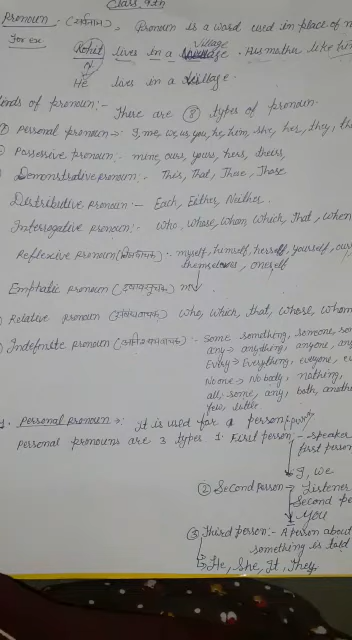 Class 9th
Pronoun :- (सर्वनाम) - Pronoun is a word used in place of
For ex Rohit lives in a Village. His mother like
or
He lives in a Village.
Kinds of pronoun:- There are (8) types of pronoun.
Personal pronoun→: I, me, we, us, you, he, him, she, her, they,
Possessive pronoun:- mine, ours, yours, hers, theirs,
Demonstrative pronoun:- This, That, These, Those
Distributive pronoun - Each, Either, Neither.
Interrogative pronoun:- Who, Whose, Whom, Which, That, When
Reflexive pronoun :- myself, himself, herself, yourself,
themselves, oneself
Emphatic pronoun
Relative pronoun Who, which, that, whose, Whom
Indefinite pronoun :- some something, someone,
any→ anything, anyone,
Every→ Everything, everyone,
No one→ Nobody, nothing,
all, some, any, both,
few, little.
1. Personal pronoun→: it is used for a person
Personal pronouns are 3 types 1. First person:- speaker
first person
I, We
② Second person→ Listener
Second
You
③ Third person:- A person about
something is told
He, She, It, They